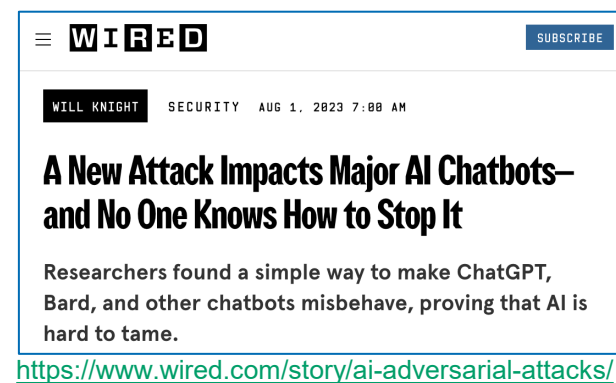 WIRED
SUBSCRIBE
WILL KNIGHT SECURITY AUG 1, 2023 7:00 AM
A New Attack Impacts Major AI Chatbots—
and No One Knows How to Stop It
Researchers found a simple way to make ChatGPT,
Bard, and other chatbots misbehave, proving that AI is
hard to tame.
https://www.wired.com/story/ai-adversarial-attacks/